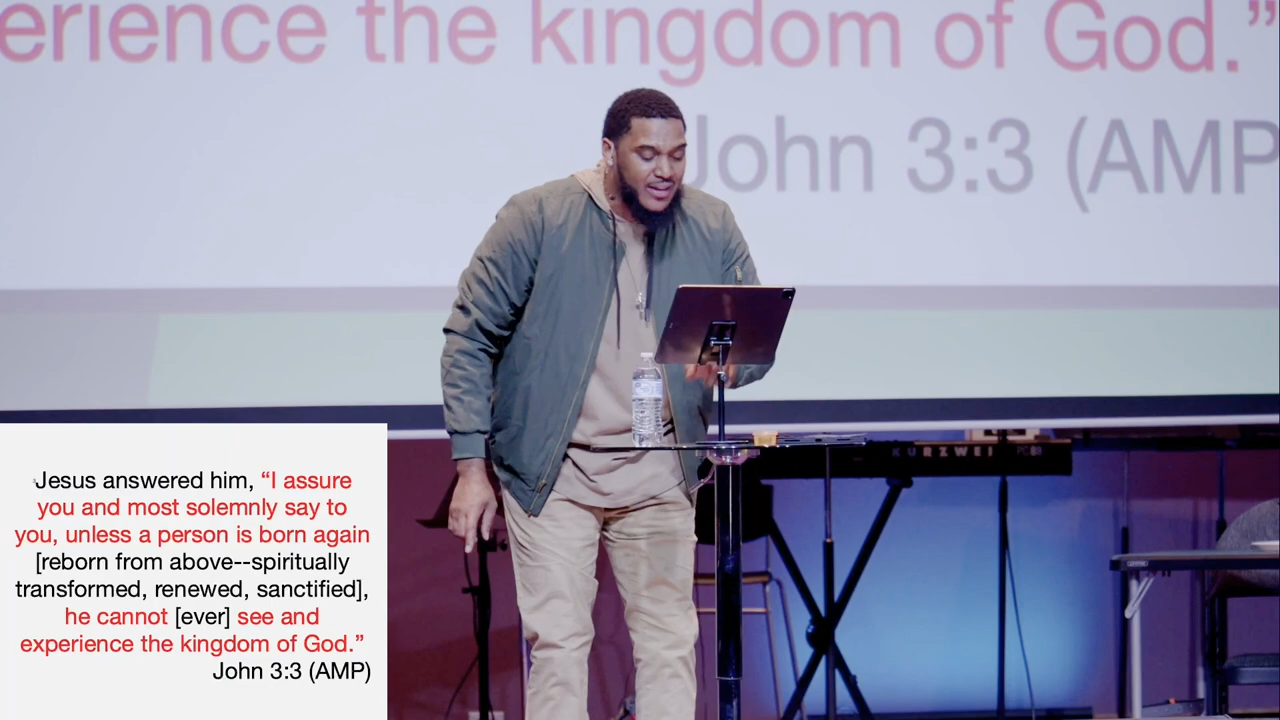 erience the kingdom of God.”
John 3:3 (AMP
KURZWEI
Jesus answered him, “I assure
you and most solemnly say to
you, unless a person is born again
[reborn from above--spiritually
transformed, renewed, sanctified],
he cannot [ever] see and
experience the kingdom of God.”
John 3:3 (AMP)